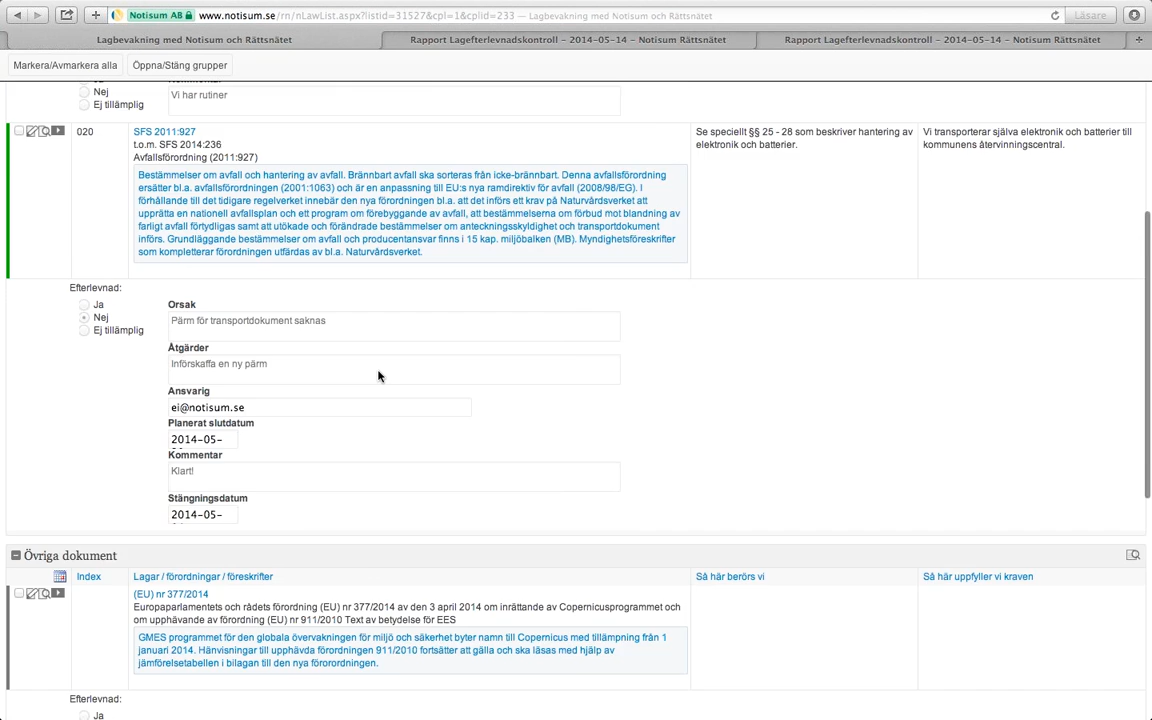 Notisum AB
www.notisum.se/rn/nLawList.aspx?listid=31527&cpl=1&cplid=233 — Lagbevakning med Notisum och Rättsnätet
Läsare
Lagbevakning med Notisum och Rättsnätet
Rapport Lagefterlevnadskontroll – 2014-05-14 – Notisum Rättsnätet
Rapport Lagefterlevnadskontroll – 2014-05-14 – Notisum Rättsnätet
Markera/Avmarkera alla
Öppna/Stäng grupper
Nej
Ej tillämplig
Vi har rutiner
020
SFS 2011:927
t.o.m. SFS 2014:236
Avfallsförordning (2011:927)
Bestämmelser om avfall och hantering av avfall. Brännbart avfall ska sorteras från icke-brännbart. Denna avfallsförordning
ersätter bl.a. avfallsförordningen (2001:1063) och är en anpassning till EU:s nya ramdirektiv för avfall (2008/98/EG). I
förhållande till det tidigare regelverket innebär den nya förordningen bl.a. att det införs ett krav på Naturvårdsverket att
upprätta en nationell avfallsplan och ett program om förebyggande av avfall, att bestämmelserna om förbud mot blandning av
farligt avfall förtydligas samt att utökade och förändrade bestämmelser om anteckningsskyldighet och transportdokument
införs. Grundläggande bestämmelser om avfall och producentansvar finns i 15 kap. miljöbalken (MB). Myndighetsföreskrifter
som kompletterar förordningen utfärdas av bl.a. Naturvårdsverket.
Se speciellt §§ 25 - 28 som beskriver hantering av
elektronik och batterier.
Vi transporterar själva elektronik och batterier till
kommunens återvinningscentral.
Efterlevnad:
Ja
Nej
Ej tillämplig
Orsak
Pärm för transportdokument saknas
Åtgärder
Införskaffa en ny pärm
Ansvarig
ei@notisum.se
Planerat slutdatum
2014-05-
Kommentar
Klart!
Stängningsdatum
2014-05-
Övriga dokument
Index
Lagar / förordningar / föreskrifter
Så här berörs vi
Så här uppfyller vi kraven
(EU) nr 377/2014
Europaparlamentets och rådets förordning (EU) nr 377/2014 av den 3 april 2014 om inrättande av Copernicusprogrammet och
om upphävande av förordning (EU) nr 911/2010 Text av betydelse för EES
GMES programmet för den globala övervakningen för miljö och säkerhet byter namn till Copernicus med tillämpning från 1
januari 2014. Hänvisningar till upphävda förordningen 911/2010 fortsätter att gälla och ska läsas med hjälp av
jämförelsetabellen i bilagan till den nya förorordningen.
Efterlevnad:
Ja